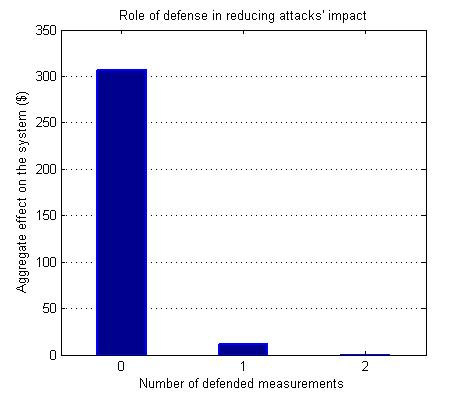 Role of defense in reducing attacks' impact
Aggregate effect on the system ($)
350
300
250
200
150
100
50
0
0 1 2
Number of defended measurements